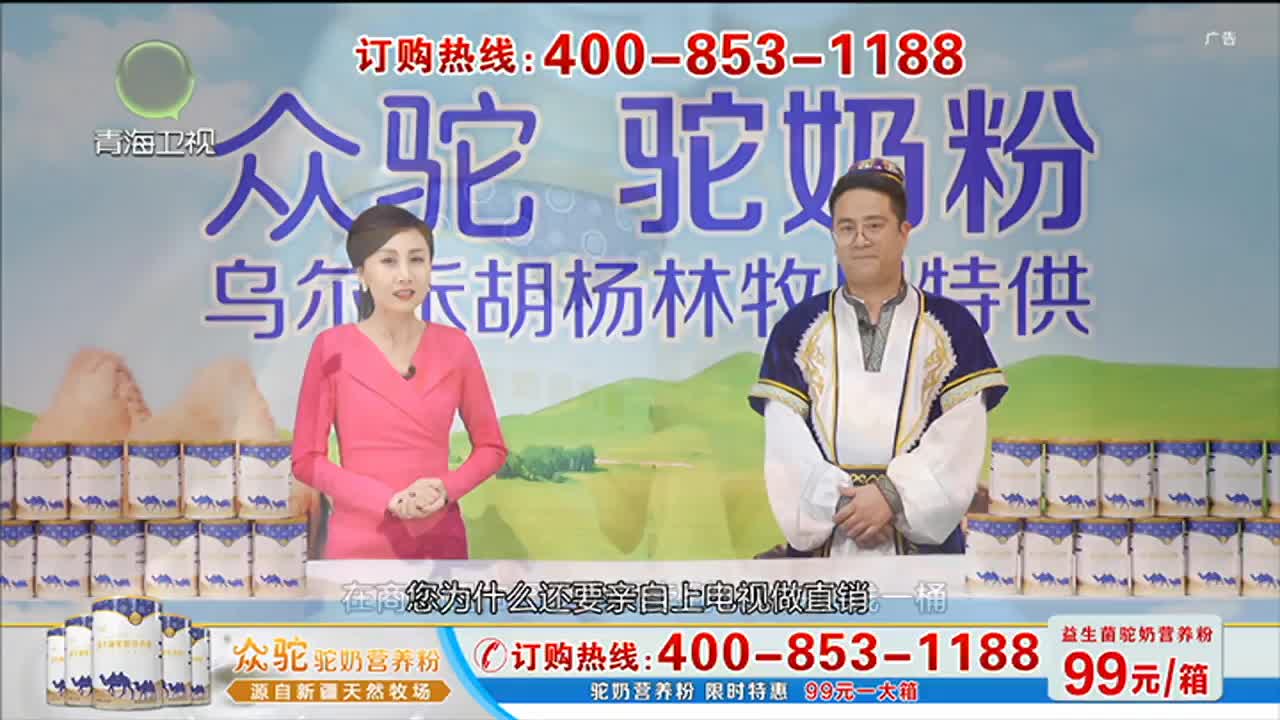 订购热线:400-853-1188
广告
青海卫视
众驼 驼奶粉
乌尔禾胡杨林牧
特供
您为什么还要亲自上电视做直销
在商
一桶
众驼 驼奶营养粉
源自新疆天然牧场
订购热线:400-853-1188
驼奶营养粉 限时特惠 99元一大箱
益生菌驼奶营养粉
99元/箱